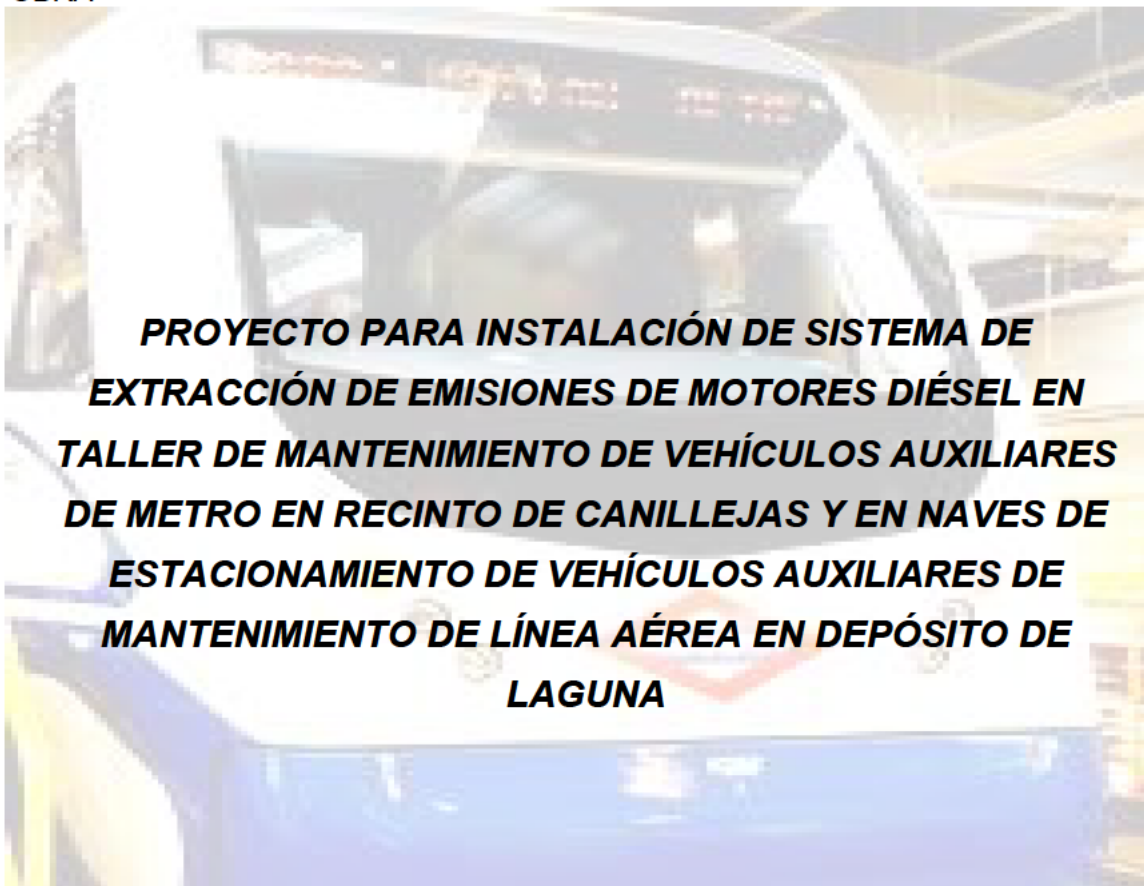 PROYECTO PARA INSTALACIÓN DE SISTEMA DE
EXTRACCIÓN DE EMISIONES DE MOTORES DIÉSEL EN
TALLER DE MANTENIMIENTO DE VEHÍCULOS AUXILIARES
DE METRO EN RECINTO DE CANILLEJAS Y EN NAVES DE
ESTACIONAMIENTO DE VEHÍCULOS AUXILIARES DE
MANTENIMIENTO DE LÍNEA AÉREA EN DEPÓSITO DE
LAGUNA